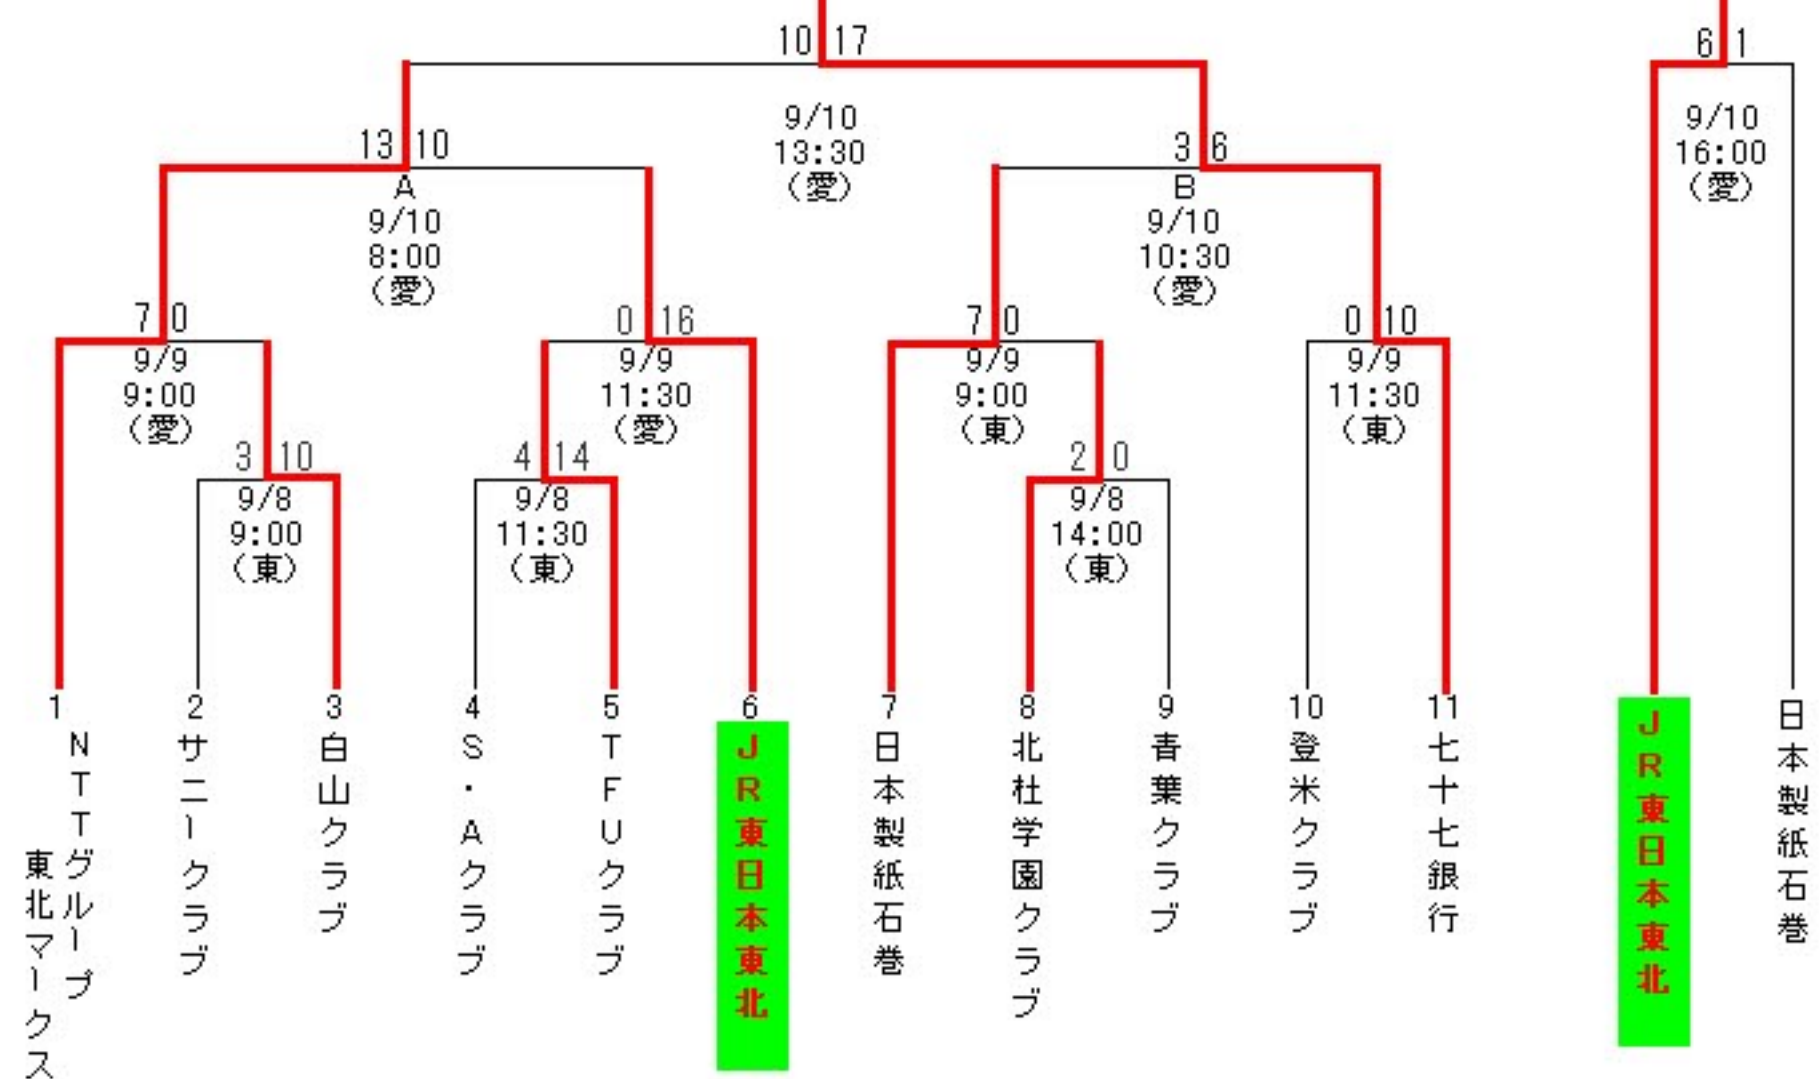 10 17
6 1
9/10
13:30
(愛)
9/10
16:00
(愛)
13 10
A
9/10
8:00
(愛)
3 6
B
9/10
10:30
(愛)
7 0
9/9
9:00
(愛)
0 16
9/9
11:30
(愛)
7 0
9/9
9:00
(東)
0 10
9/9
11:30
(東)
3 10
9/8
9:00
(東)
4 14
9/8
11:30
(東)
2 0
9/8
14:00
(東)
1
NTTグループ
東北マークス
2
サニークラブ
3
白山クラブ
4
S・Aクラブ
5
TFUクラブ
6
JR東日本東北
7
日本製紙石巻
8
北杜学園クラブ
9
青葉クラブ
10
登米クラブ
11
七十七銀行
JR東日本東北
日本製紙石巻